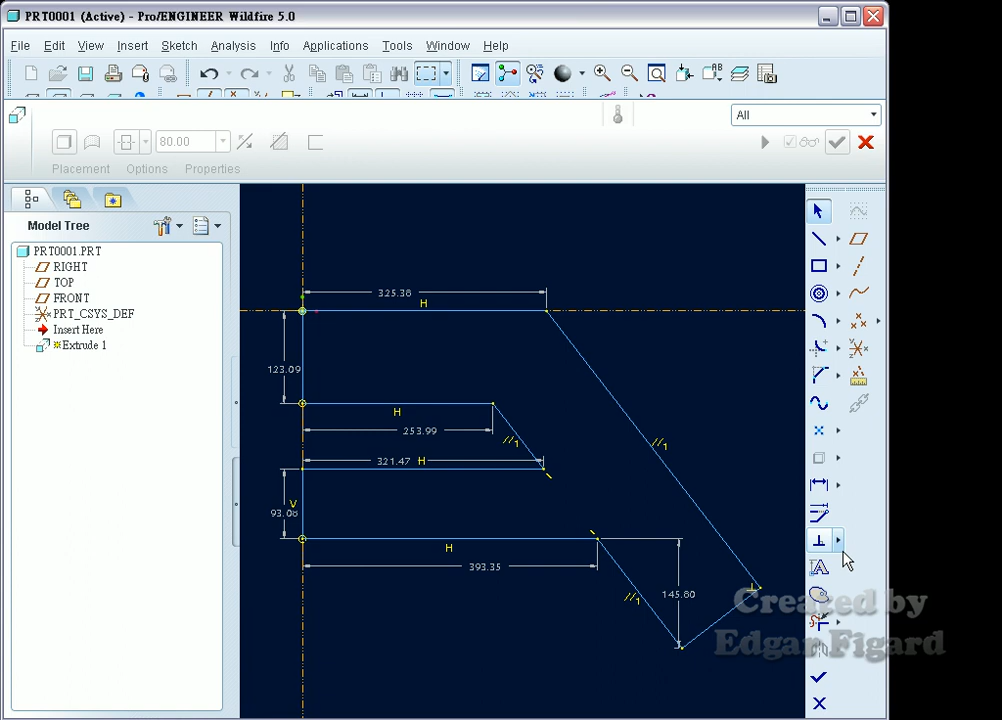 PRT0001 (Active) - Pro/ENGINEER Wildfire 5.0
File Edit View Insert Sketch Analysis Info Applications Tools Window Help
All
80.00
Placement Options Properties
Model Tree
PRT0001.PRT
RIGHT
TOP
FRONT
PRT_CSYS_DEF
Insert Here
Extrude 1
325.38
H
123.09
H
253.99
//1
//1
321.47 H
V
93.08
H
393.35
//1
145.80
Created by
Edgar Figard